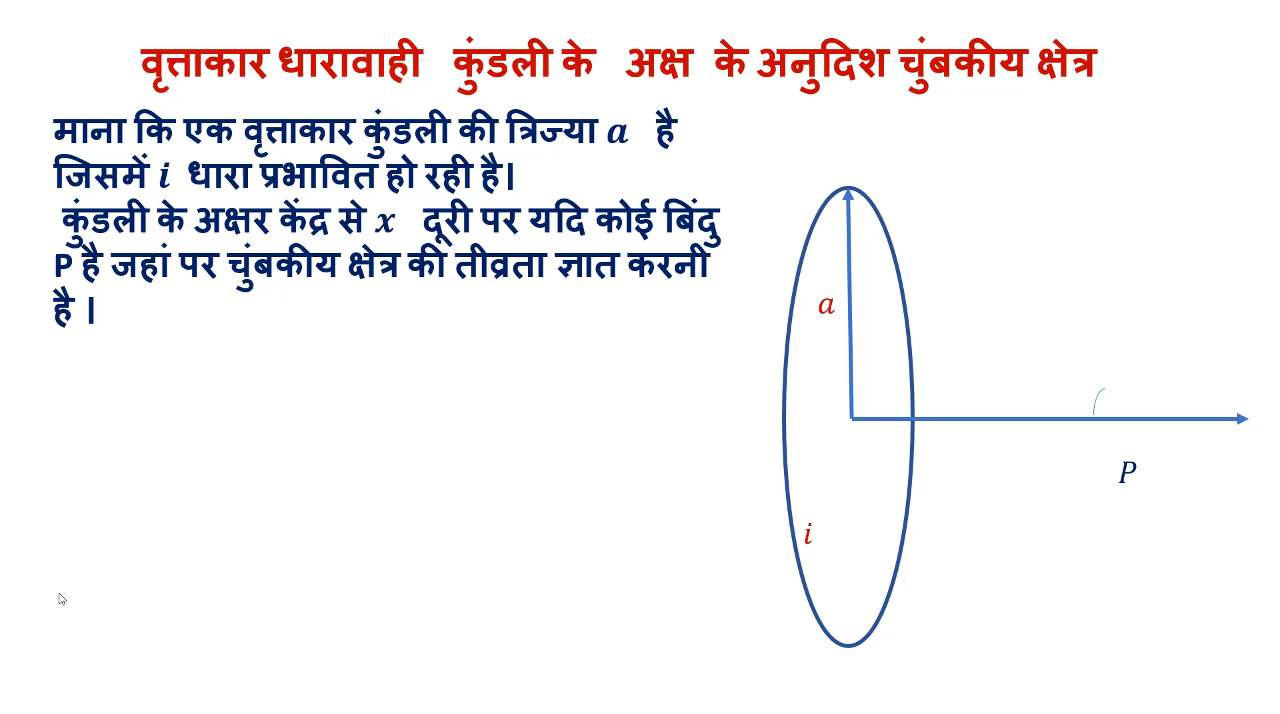 वृत्ताकार धारावाही कुंडली के अक्ष के अनुदिश चुंबकीय क्षेत्र
माना कि एक वृत्ताकार कुंडली की त्रिज्या a है
जिसमें i धारा प्रभावित हो रही है।
कुंडली के अक्षर केंद्र से x दूरी पर यदि कोई बिंदु
P है जहां पर चुंबकीय क्षेत्र की तीव्रता ज्ञात करनी
है ।
a
P
i